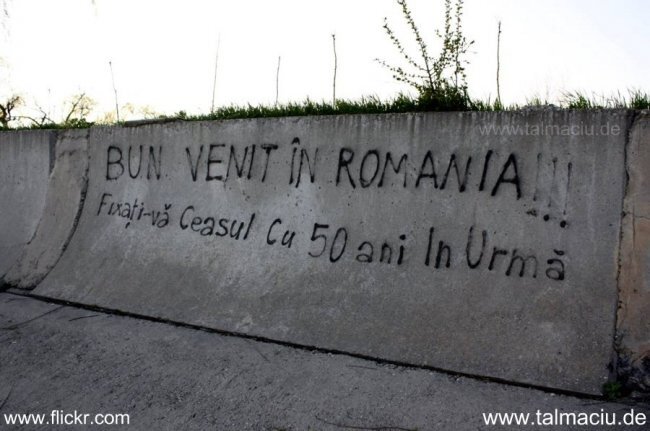 www.talmaciu.de
BUN VENIT ÎN ROMANIA!!!
Fixați-vă Ceasul Cu 50 ani In Urmă
www.flickr.com
www.talmaciu.de